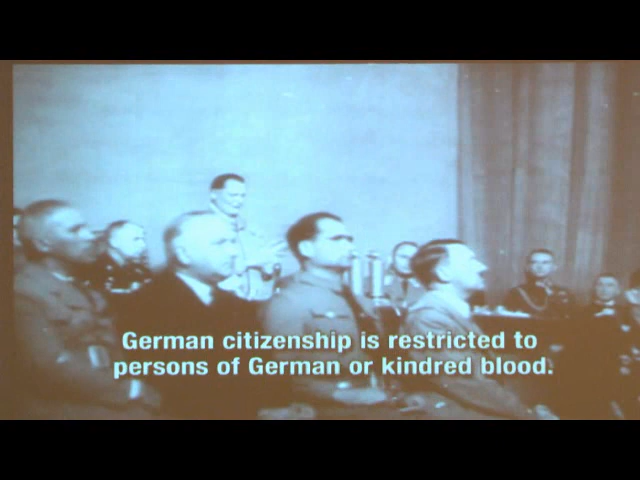 German citizenship is restricted to
persons of German or kindred blood.